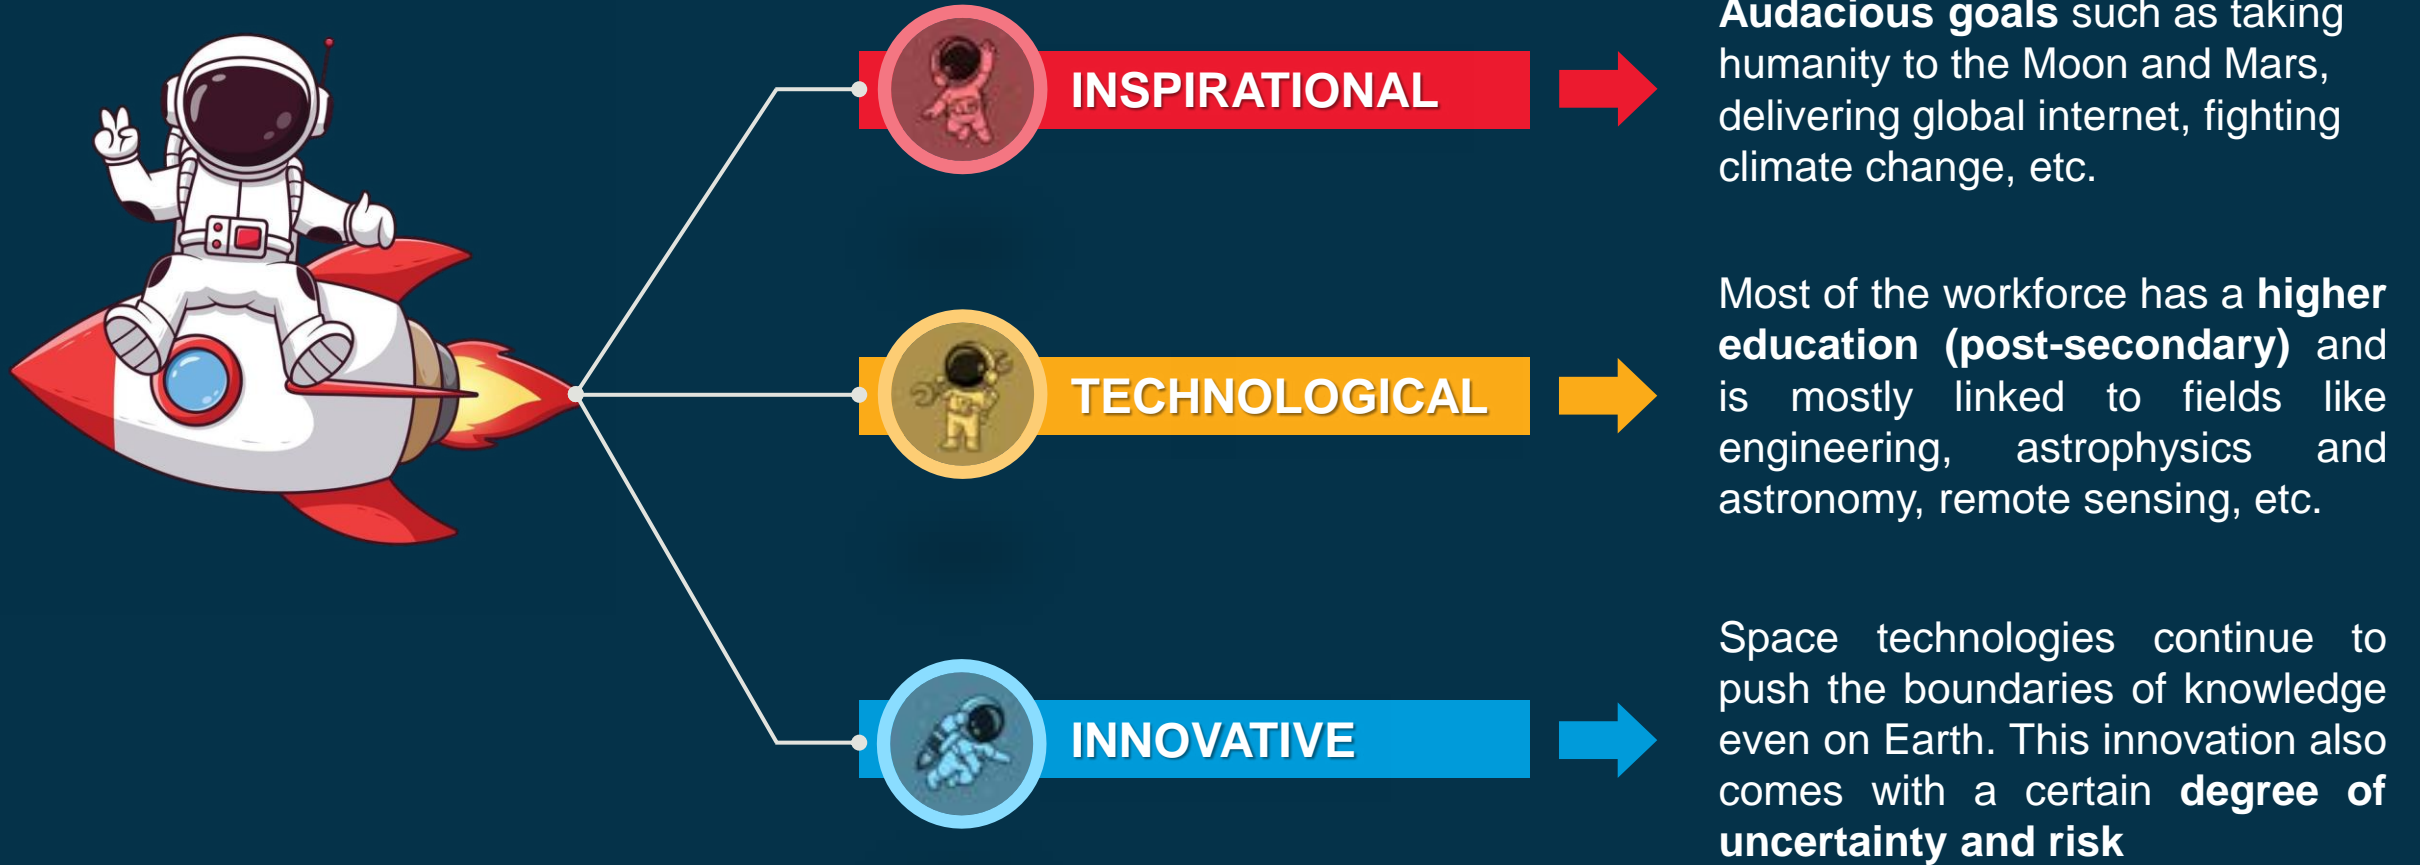 INSPIRATIONAL
Audacious goals such as taking
humanity to the Moon and Mars,
delivering global internet, fighting
climate change, etc.
TECHNOLOGICAL
Most of the workforce has a higher
education (post-secondary) and
is mostly linked to fields like
engineering, astrophysics and
astronomy, remote sensing, etc.
INNOVATIVE
Space technologies continue to
push the boundaries of knowledge
even on Earth. This innovation also
comes with a certain degree of
uncertainty and risk